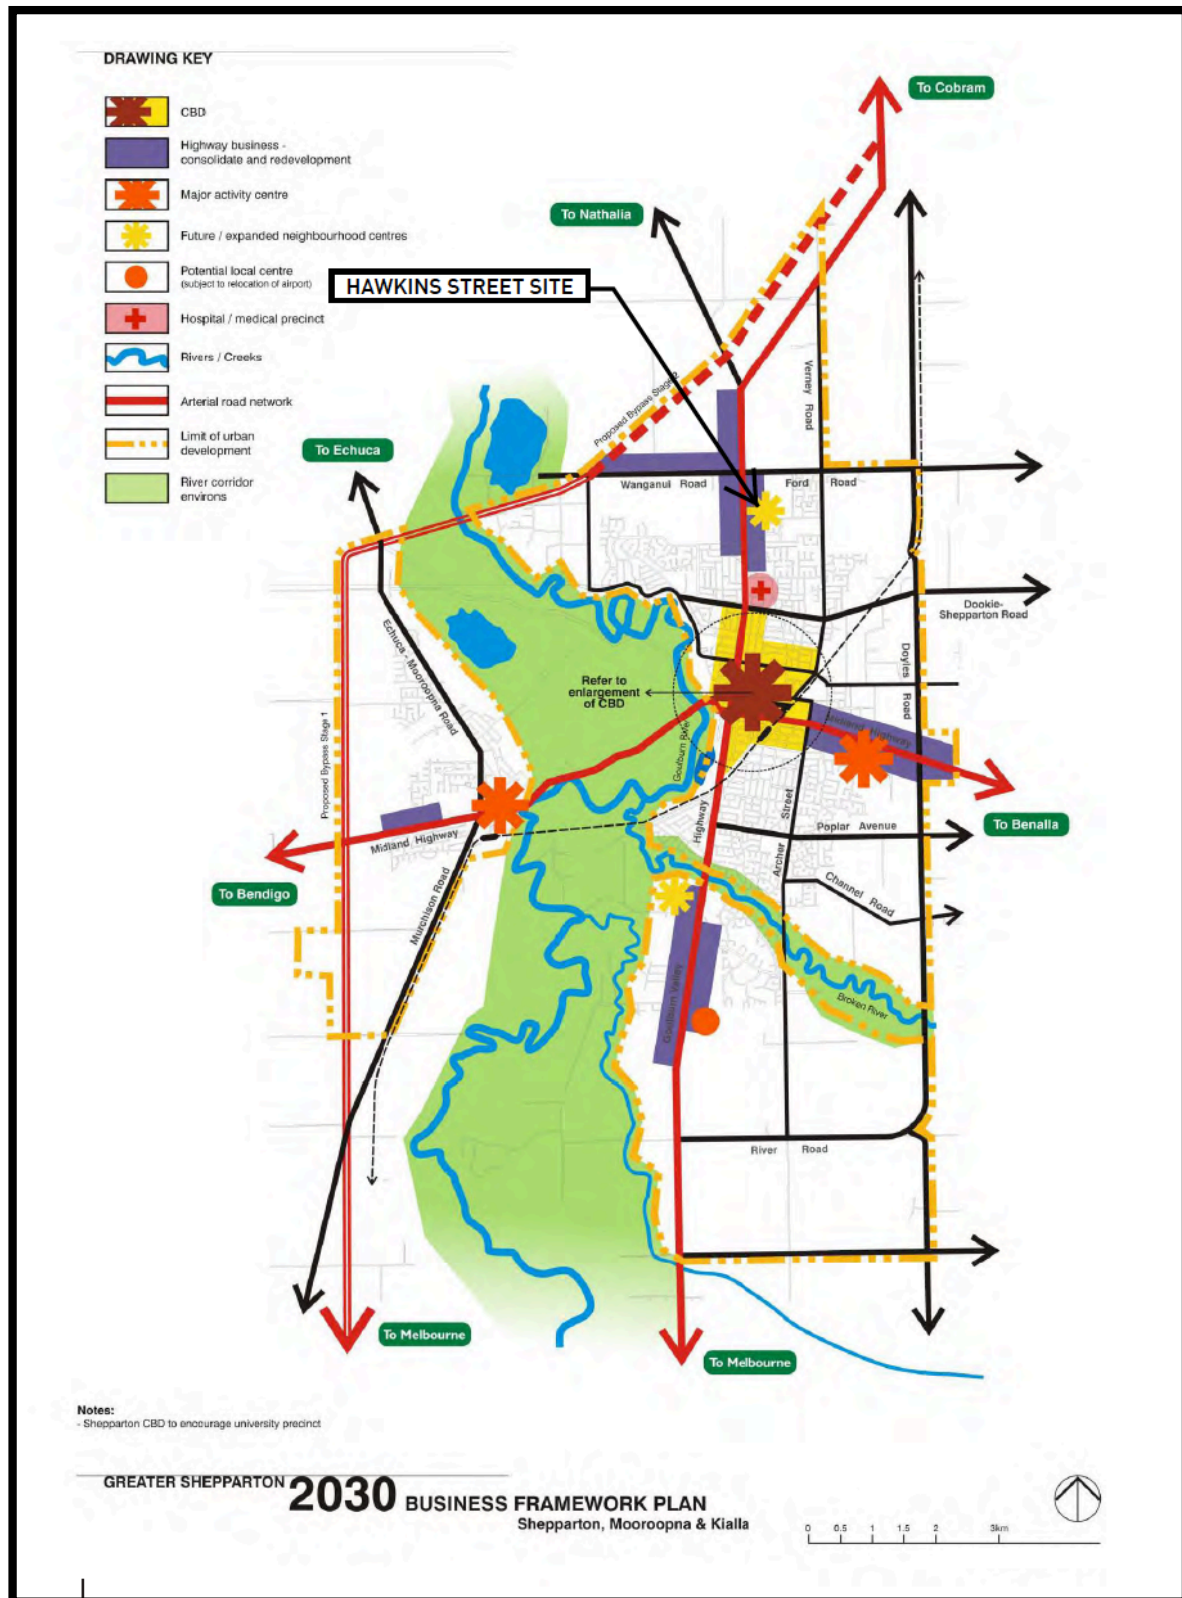 DRAWING KEY
CBD
Highway business -
consolidate and redevelopment
Major activity centre
Future / expanded neighbourhood centres
Potential local centre
(subject to relocation of airport)
Hospital / medical precinct
Rivers / Creeks
Arterial road network
Limit of urban
development
River corridor
environs
To Cobram
To Nathalia
HAWKINS STREET SITE
Proposed Bypass Stage 2
Verney Road
To Echuca
Wanganui Road
Ford Road
Dookie-
Shepparton Road
Echuca - Mooroopna Road
Doyles Road
Refer to
enlargement
of CBD
Goulburn River
Midland Highway
Proposed Bypass Stage 1
Highway
Archer Street
Poplar Avenue
To Benalla
Midland Highway
To Bendigo
Murchison Road
Channel Road
Goulburn Valley
Broken River
River Road
To Melbourne
To Melbourne
Notes:
- Shepparton CBD to encourage university precinct
GREATER SHEPPARTON 2030 BUSINESS FRAMEWORK PLAN
Shepparton, Mooroopna & Kialla
0 0.5 1 1.5 2 3km